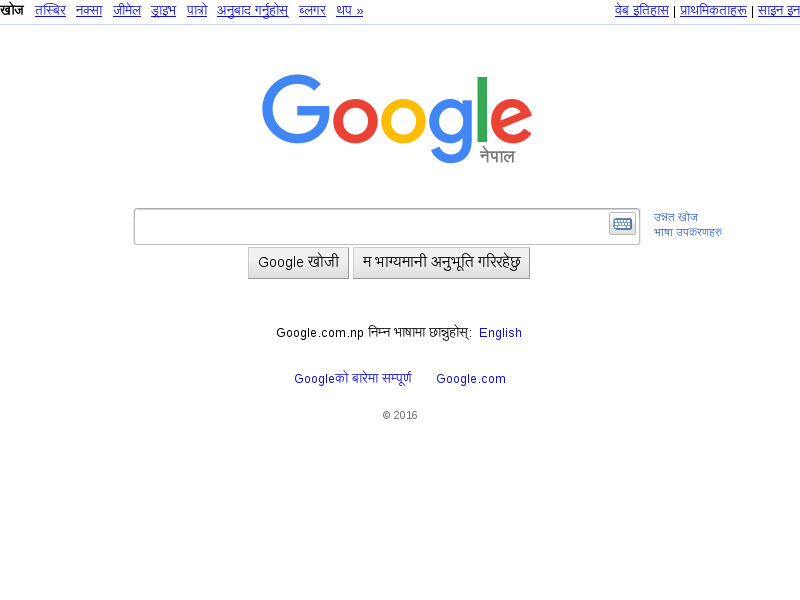 खोज तस्बिर नक्सा जीमेल ड्राइभ पात्रो अनुबाद गर्नुहोस् ब्लगर थप » वेब इतिहास | प्राथमिकताहरू | साइन इन
Google
नेपाल
उन्नत खोज
भाषा उपकरणहरु
Google खोजी म भाग्यमानी अनुभूति गरिरहेछु
Google.com.np निम्न भाषामा छान्नुहोस्: English
Googleको बारेमा सम्पूर्ण Google.com
© 2016